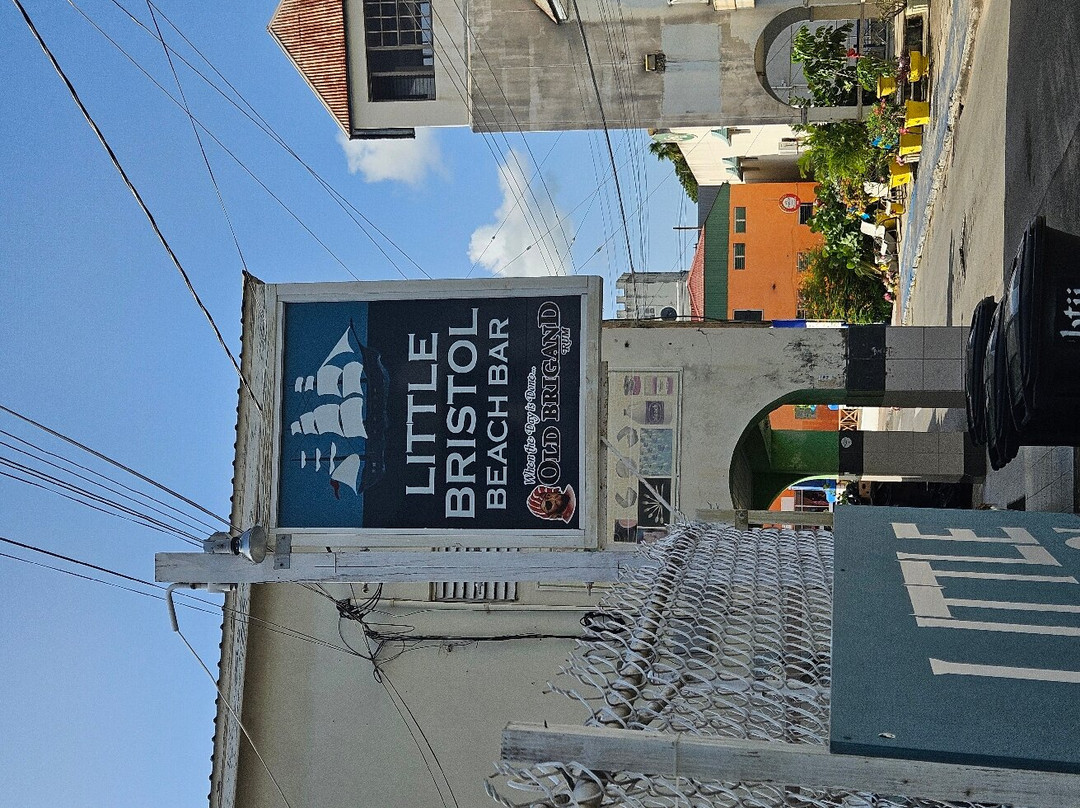 LITTLE
BRISTOL
BEACH BAR
When the Day is Done...
OLD BRIGAND
RUM
LITTLE